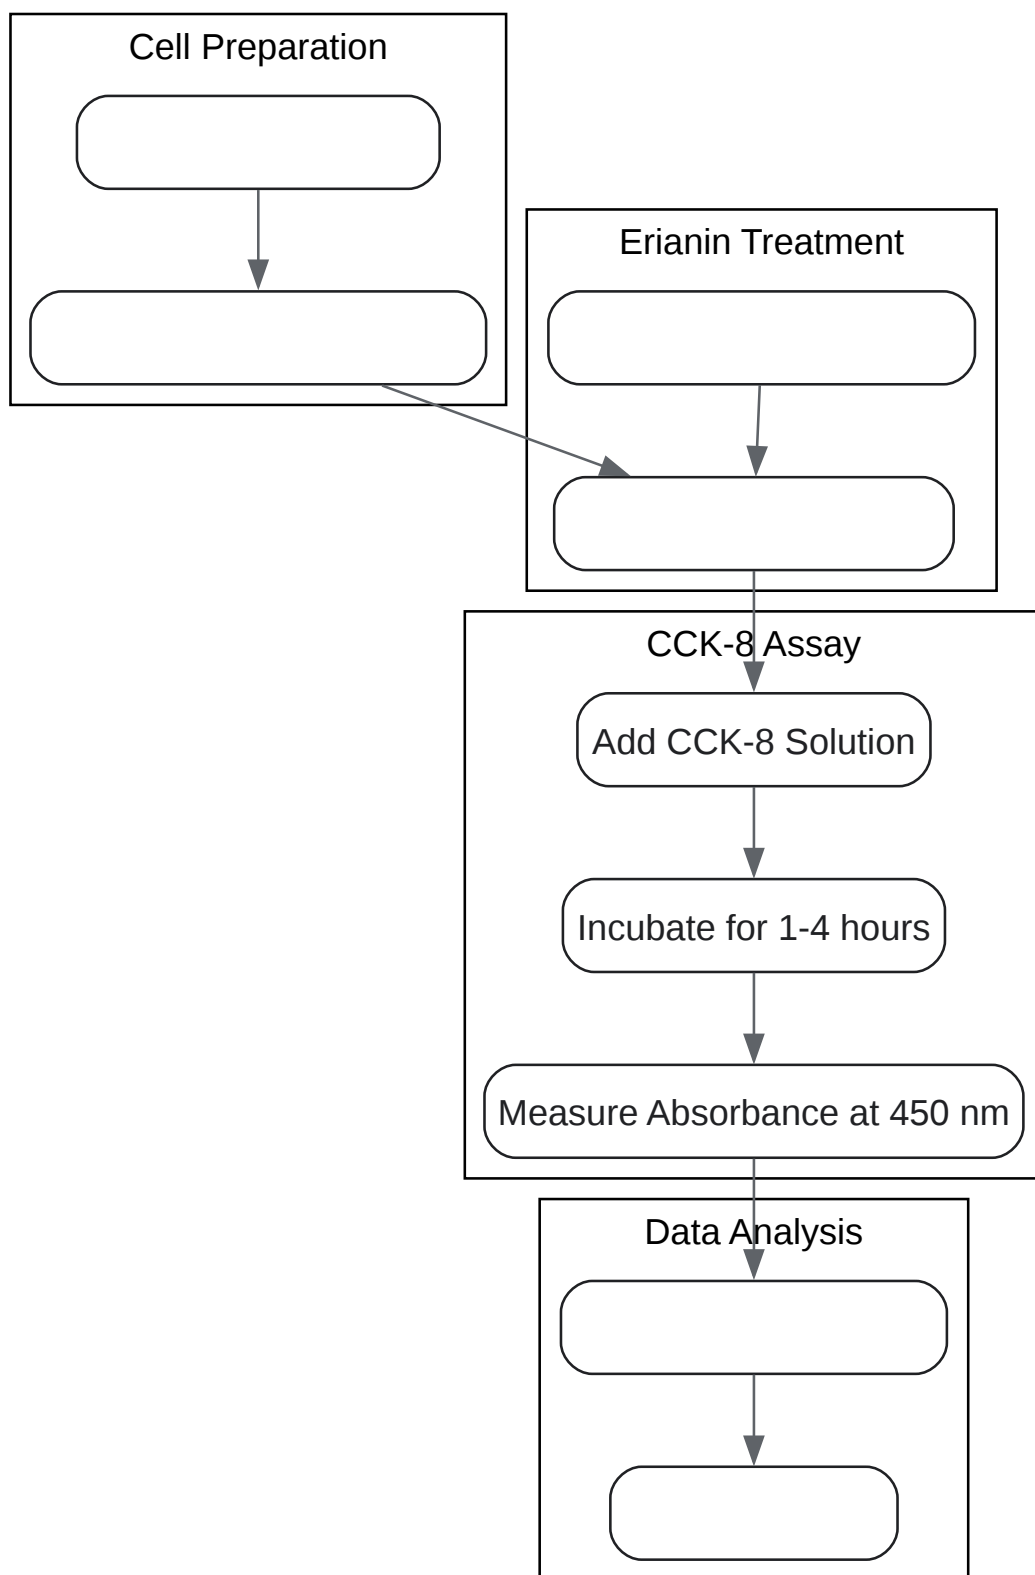 Cell Preparation
Erianin Treatment
CCK-8 Assay
Add CCK-8 Solution
Incubate for 1-4 hours
Measure Absorbance at 450 nm
Data Analysis